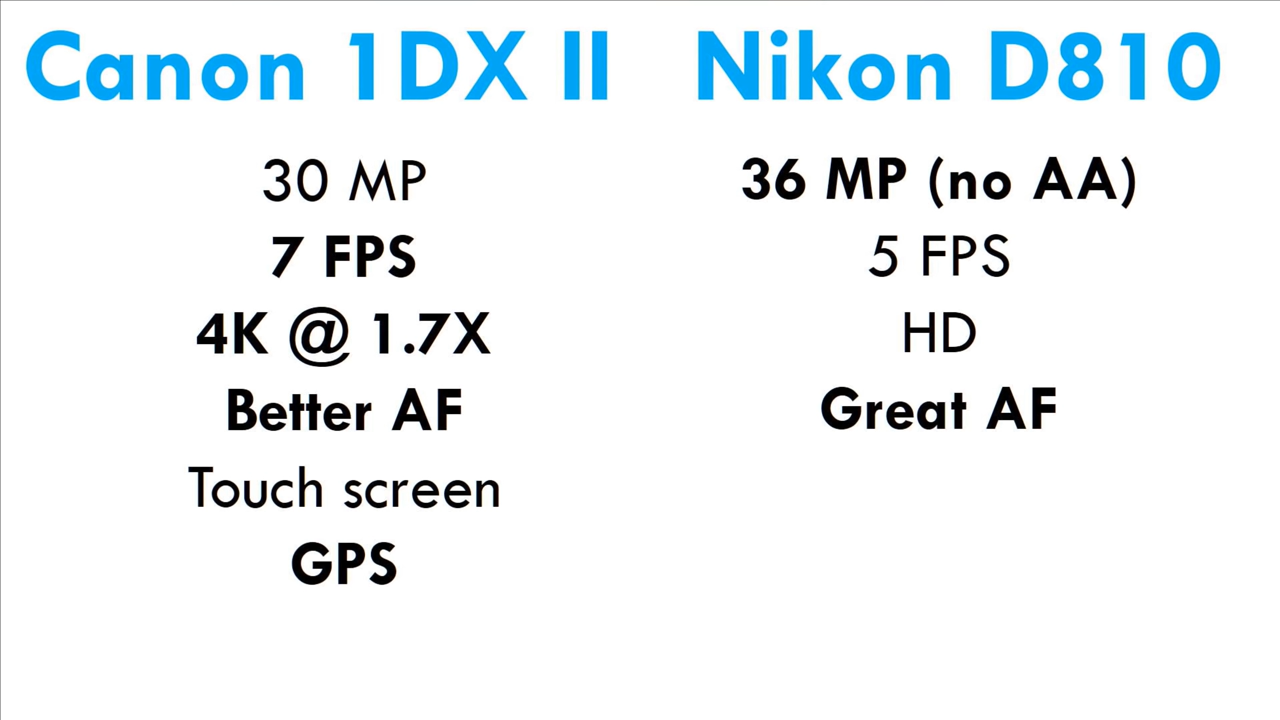 Canon 1DX II
30 MP
7 FPS
4K @ 1.7X
Better AF
Touch screen
GPS
Nikon D810
36 MP (no AA)
5 FPS
HD
Great AF